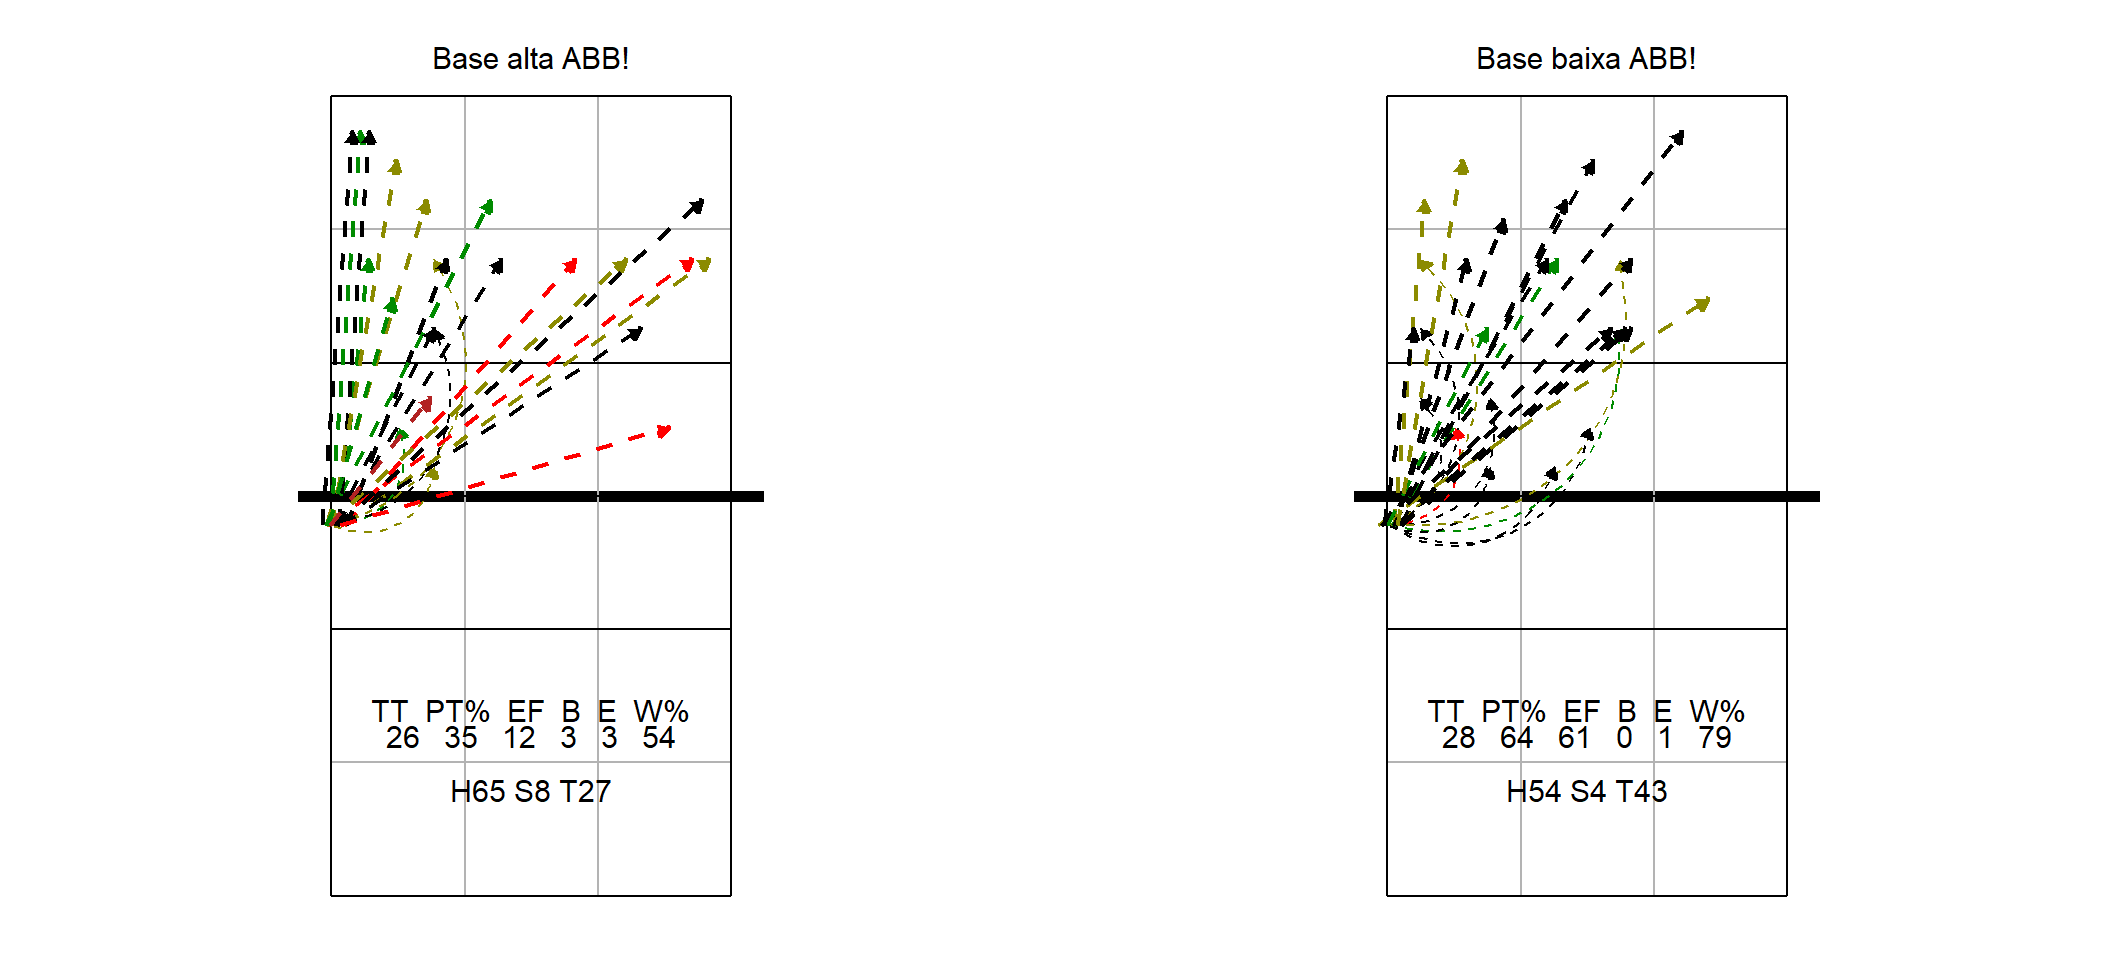 Base alta ABB!
TT PT% EF B E W%
26 35 12 3 3 54
H65 S8 T27
Base baixa ABB!
TT PT% EF B E W%
28 64 61 0 1 79
H54 S4 T43